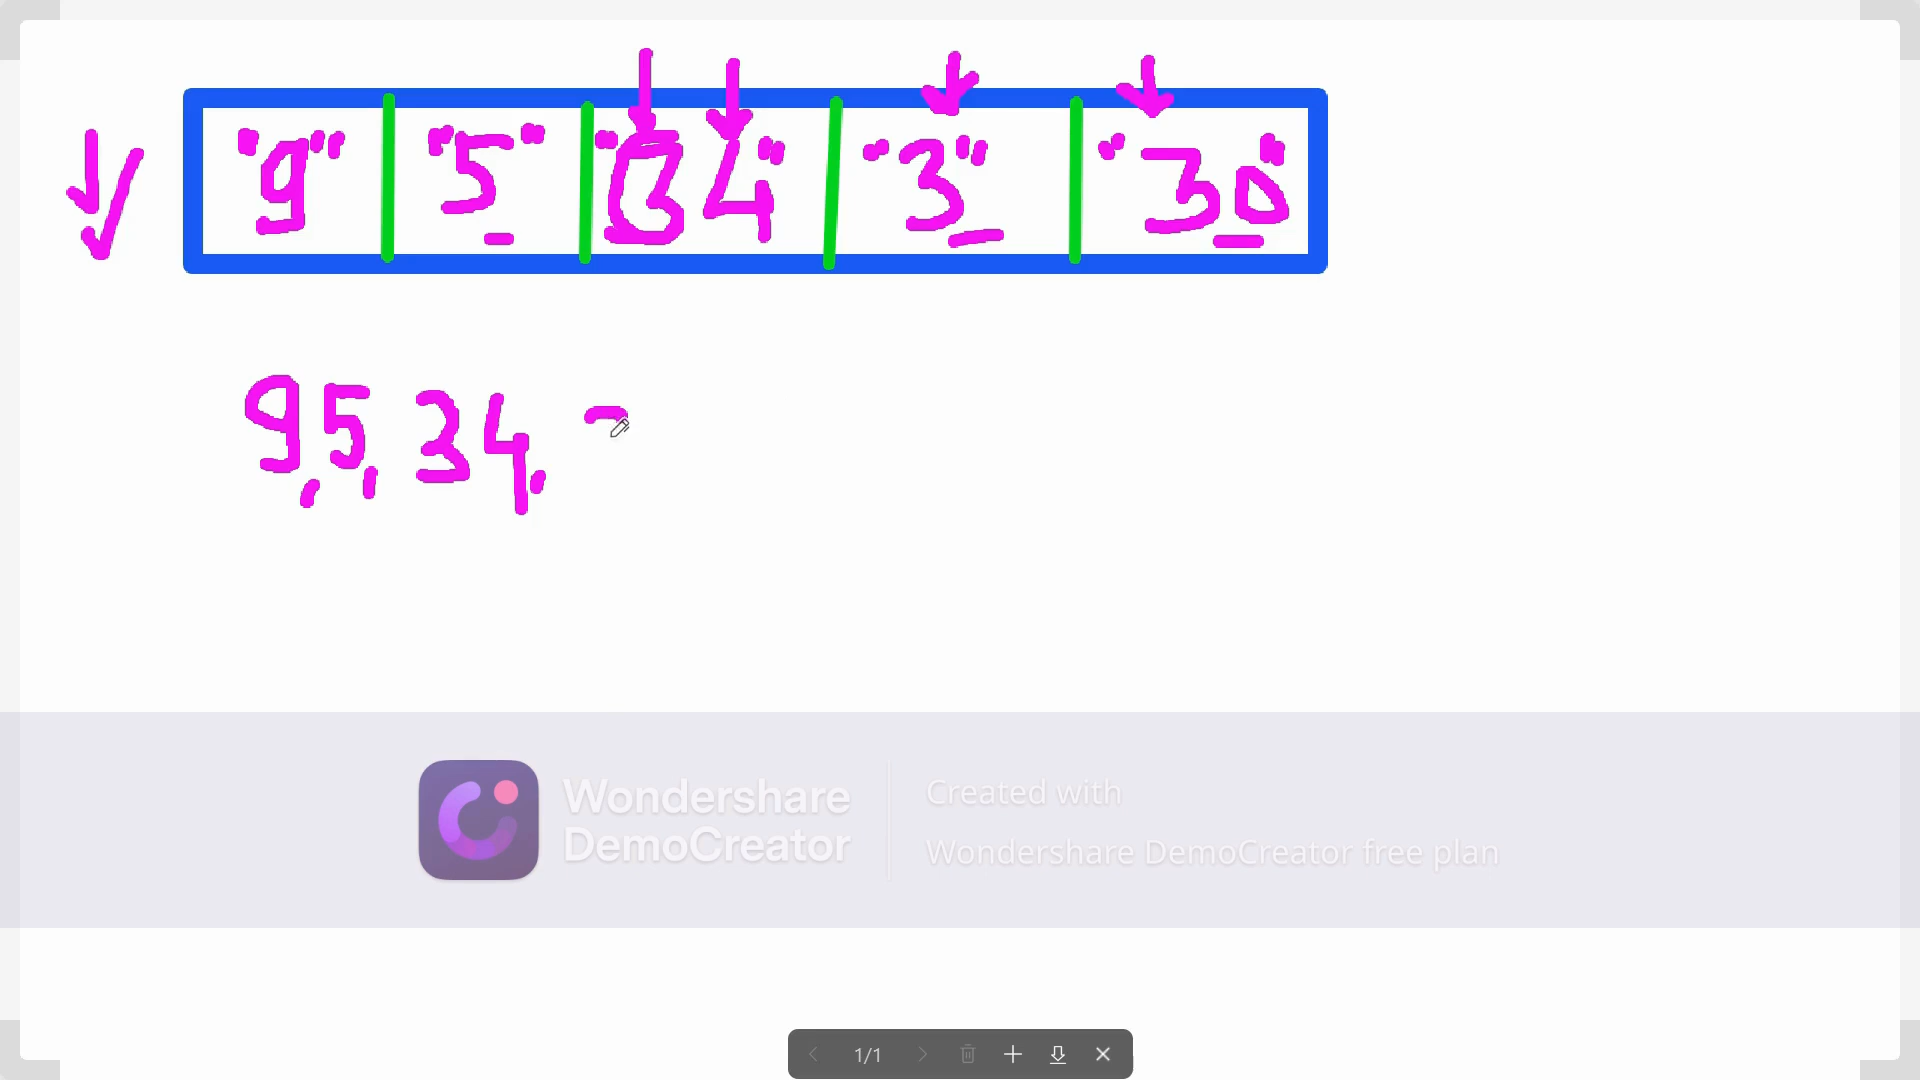 "9" "5" "34" "3" "30"
9, 5, 34,
Wondershare DemoCreator
Created with
Wondershare DemoCreator free plan
1/1